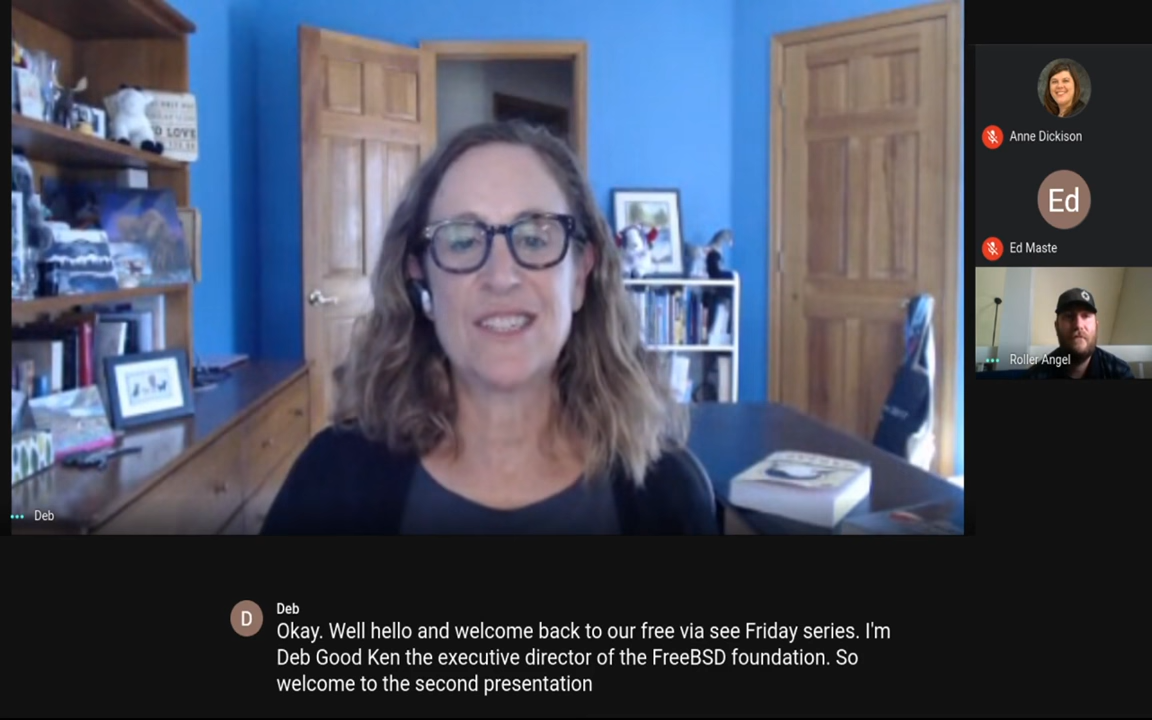 TO LOVE
Anne Dickison
Ed
Ed Maste
Roller Angel
Deb
D
Deb
Okay. Well hello and welcome back to our free via see Friday series. I'm
Deb Good Ken the executive director of the FreeBSD foundation. So
welcome to the second presentation